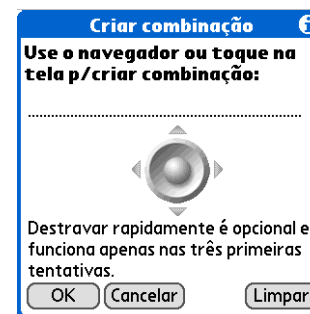 Criar combinação
Use o navegador ou toque na
tela p/criar combinação:
Destravar rapidamente é opcional e
funciona apenas nas três primeiras
tentativas.
OK Cancelar Limpar